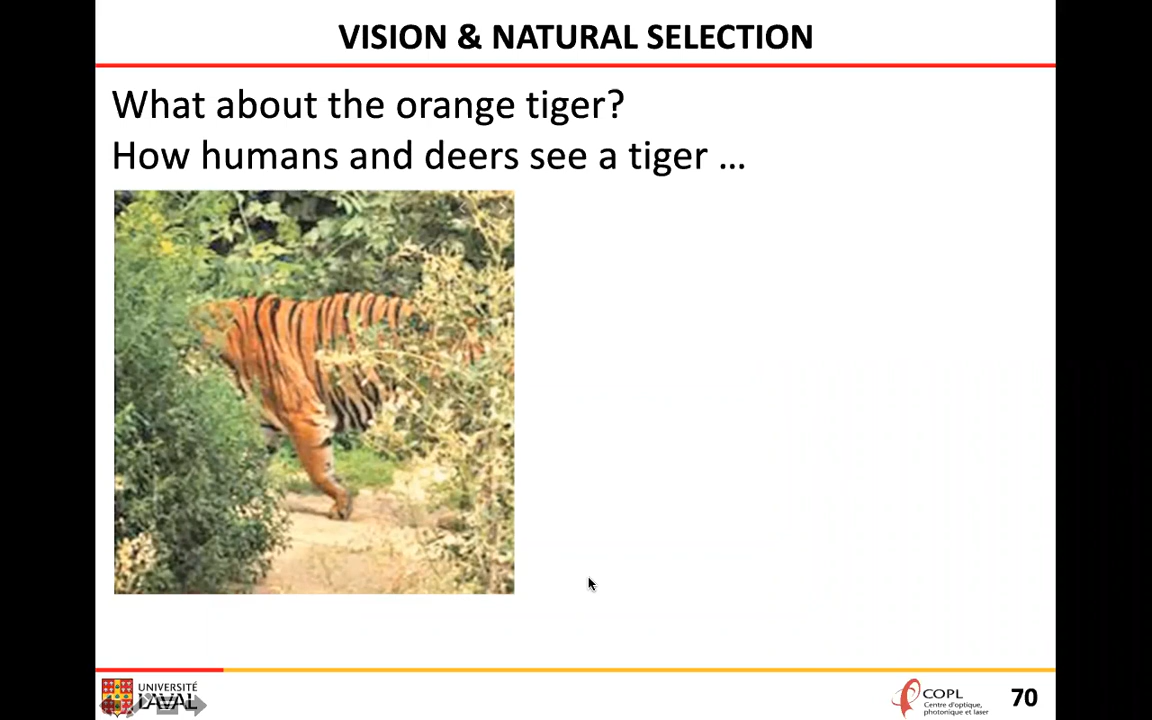 VISION & NATURAL SELECTION
What about the orange tiger?
How humans and deers see a tiger ...
UNIVERSITÉ
LAVAL
COPL
Centre d'optique,
photonique et laser
70